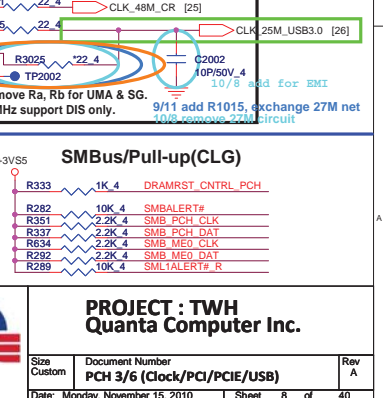 22_4 CLK_48M_CR [25]
22_4 CLK_25M_USB3.0 [26]
R3025 *22_4 C2002
TP2002 10P/50V_4
10/8 add for EMI
move Ra, Rb for UMA & SG.
MHz support DIS only.
9/11 add R1015, exchange 27M net
10/8 remove 27M circuit
-3VS5
SMBus/Pull-up(CLG)
R333 1K_4 DRAMRST_CNTRL_PCH
R282 10K_4 SMBALERT#
R351 2.2K_4 SMB_PCH_CLK
R337 2.2K_4 SMB_PCH_DAT
R634 2.2K_4 SMB_ME0_CLK
R292 2.2K_4 SMB_ME0_DAT
R289 10K_4 SML1ALERT#_R
A
PROJECT : TWH
Quanta Computer Inc.
Size Document Number Rev
Custom PCH 3/6 (Clock/PCI/PCIE/USB) A
Date: Monday, November 15, 2010 Sheet 8 of 40